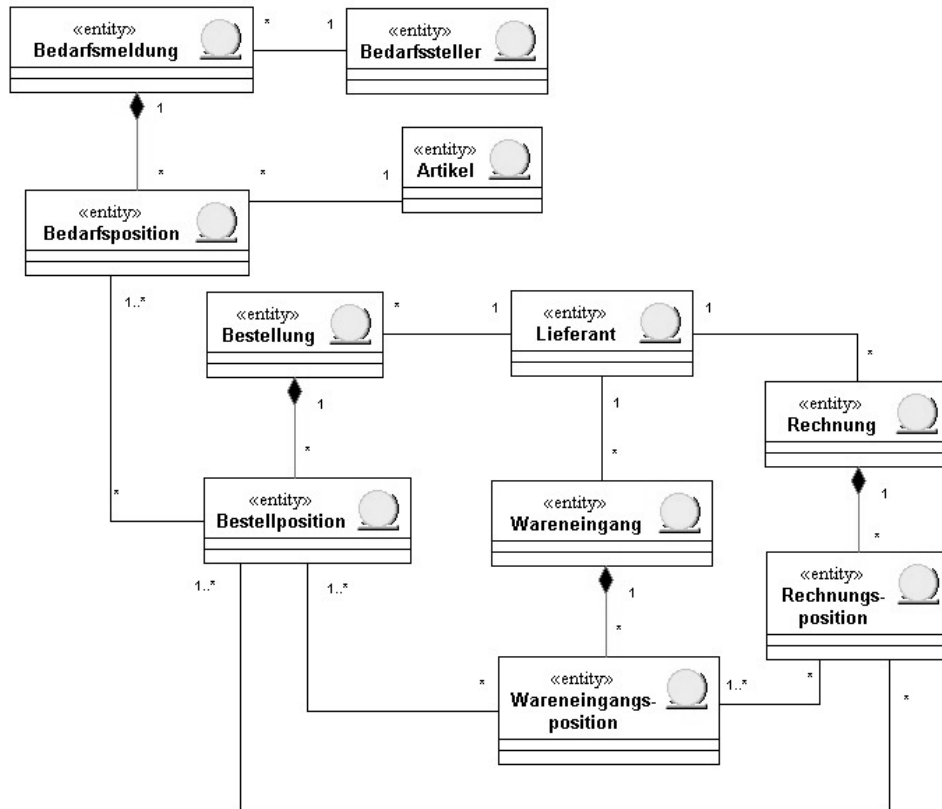 «entity»
Bedarfsmeldung
* 1
«entity»
Bedarfssteller
1
*
«entity»
Artikel
* 1
«entity»
Bedarfsposition
1..*
«entity»
Bestellung
* 1
«entity»
Lieferant
1
*
«entity»
Rechnung
1
*
1
*
1
*
«entity»
Bestellposition
*
«entity»
Wareneingang
1
*
«entity»
Rechnungs-
position
1..*
1..*
*
«entity»
Wareneingangs-
position
1..*
*
*